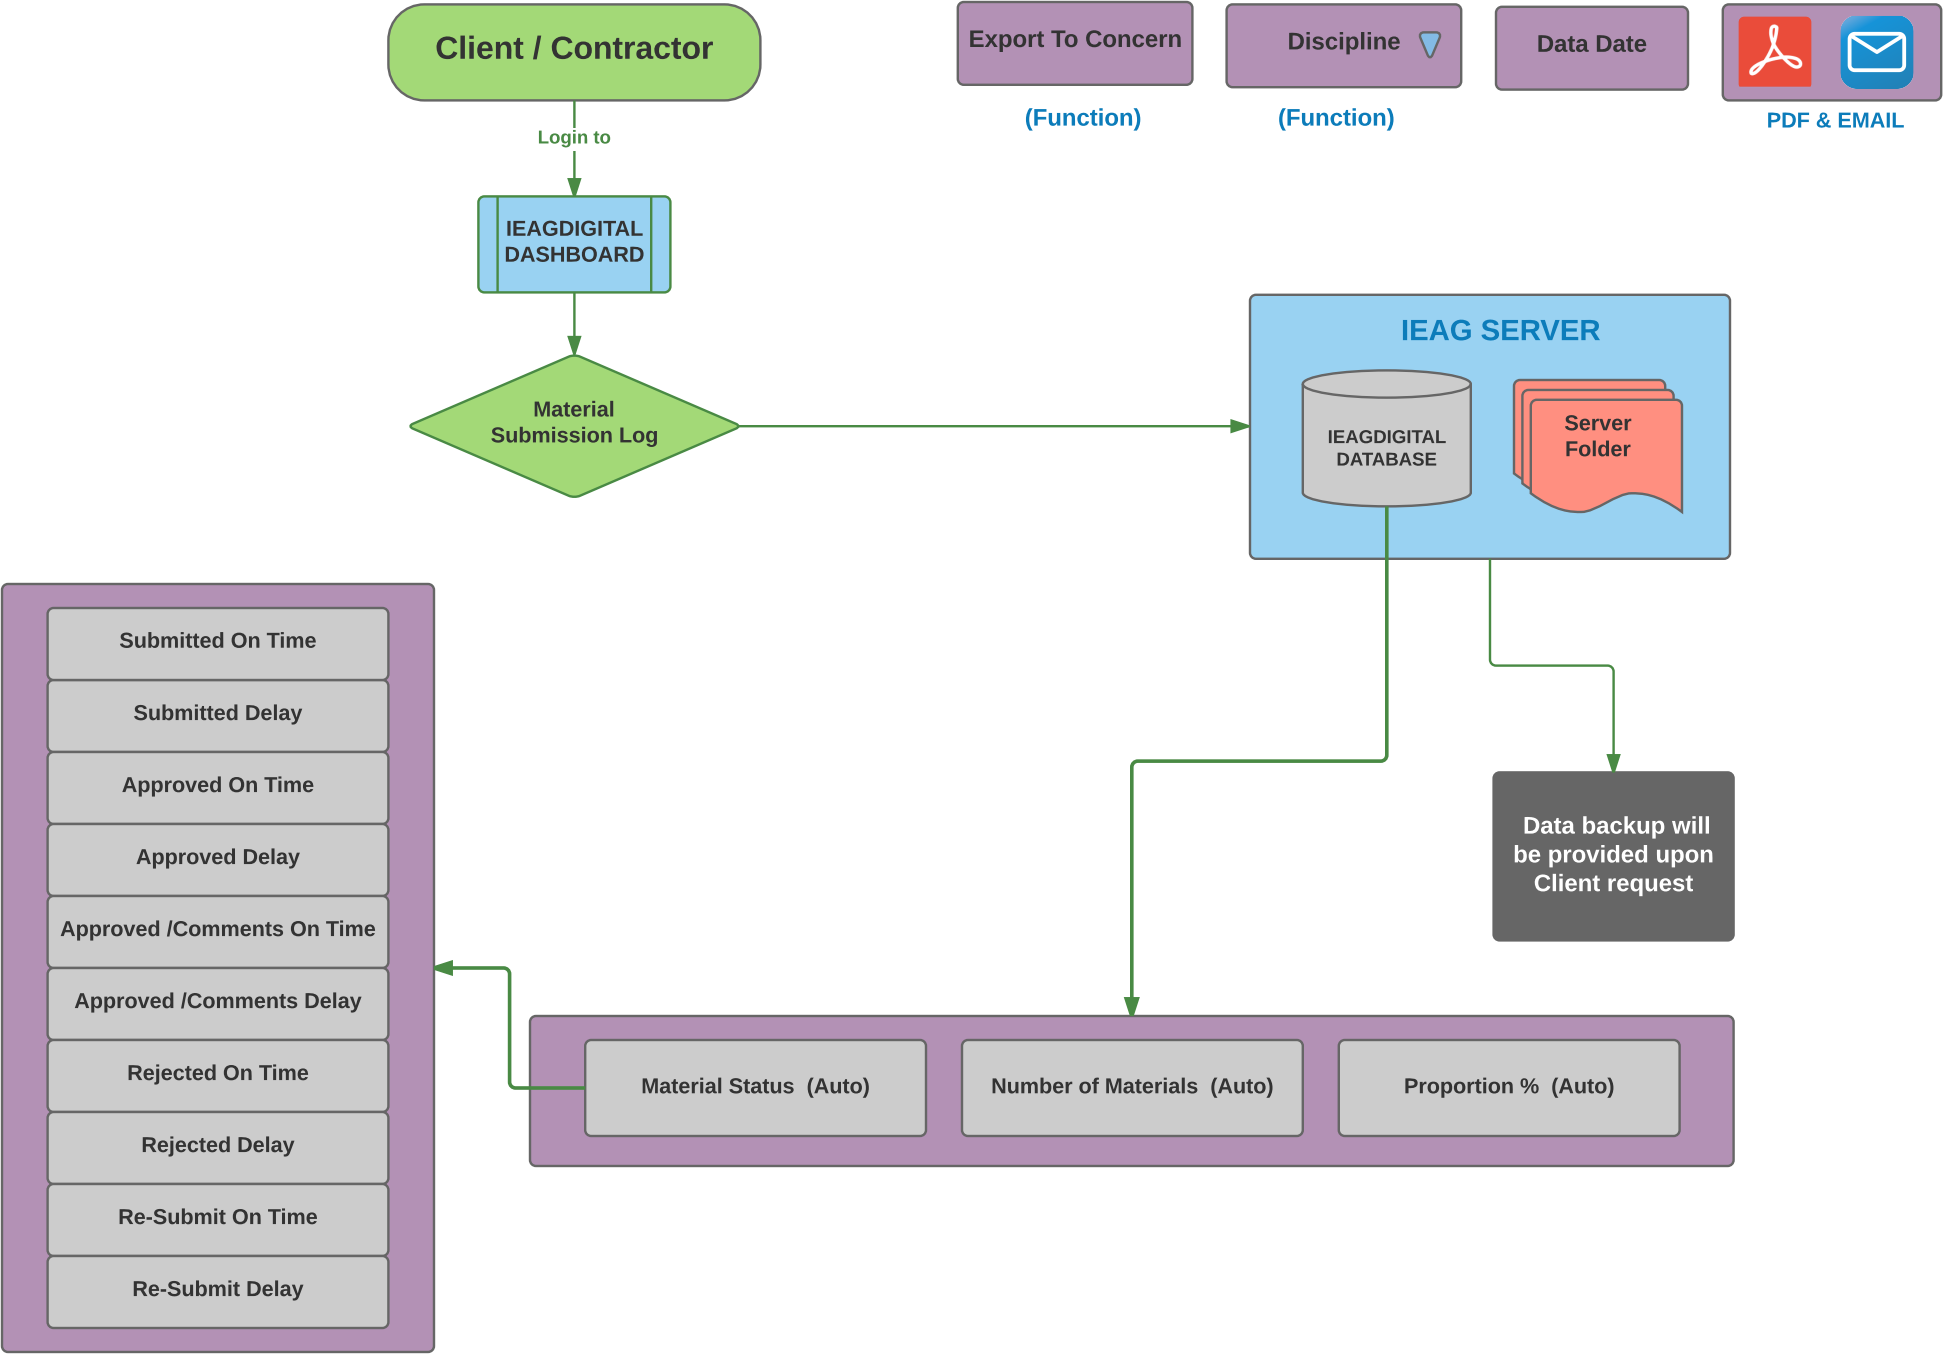 Client / Contractor
Export To Concern
(Function)
Discipline
(Function)
Data Date
PDF & EMAIL
Login to
IEAGDIGITAL
DASHBOARD
Material
Submission Log
IEAG SERVER
IEAGDIGITAL
DATABASE
Server
Folder
Data backup will
be provided upon
Client request
Submitted On Time
Submitted Delay
Approved On Time
Approved Delay
Approved /Comments On Time
Approved /Comments Delay
Rejected On Time
Rejected Delay
Re-Submit On Time
Re-Submit Delay
Material Status  (Auto)
Number of Materials  (Auto)
Proportion %  (Auto)